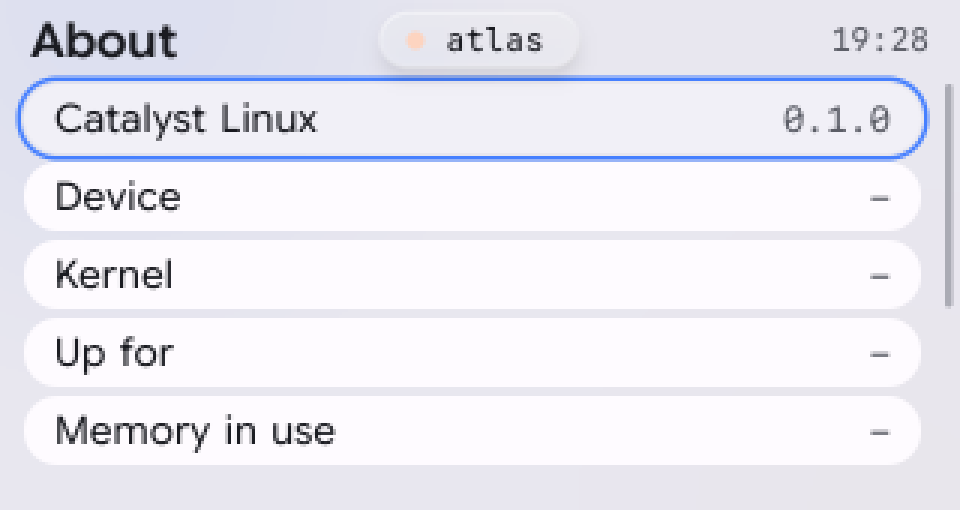 About
atlas
19:28
Catalyst Linux 0.1.0
Device –
Kernel –
Up for –
Memory in use –